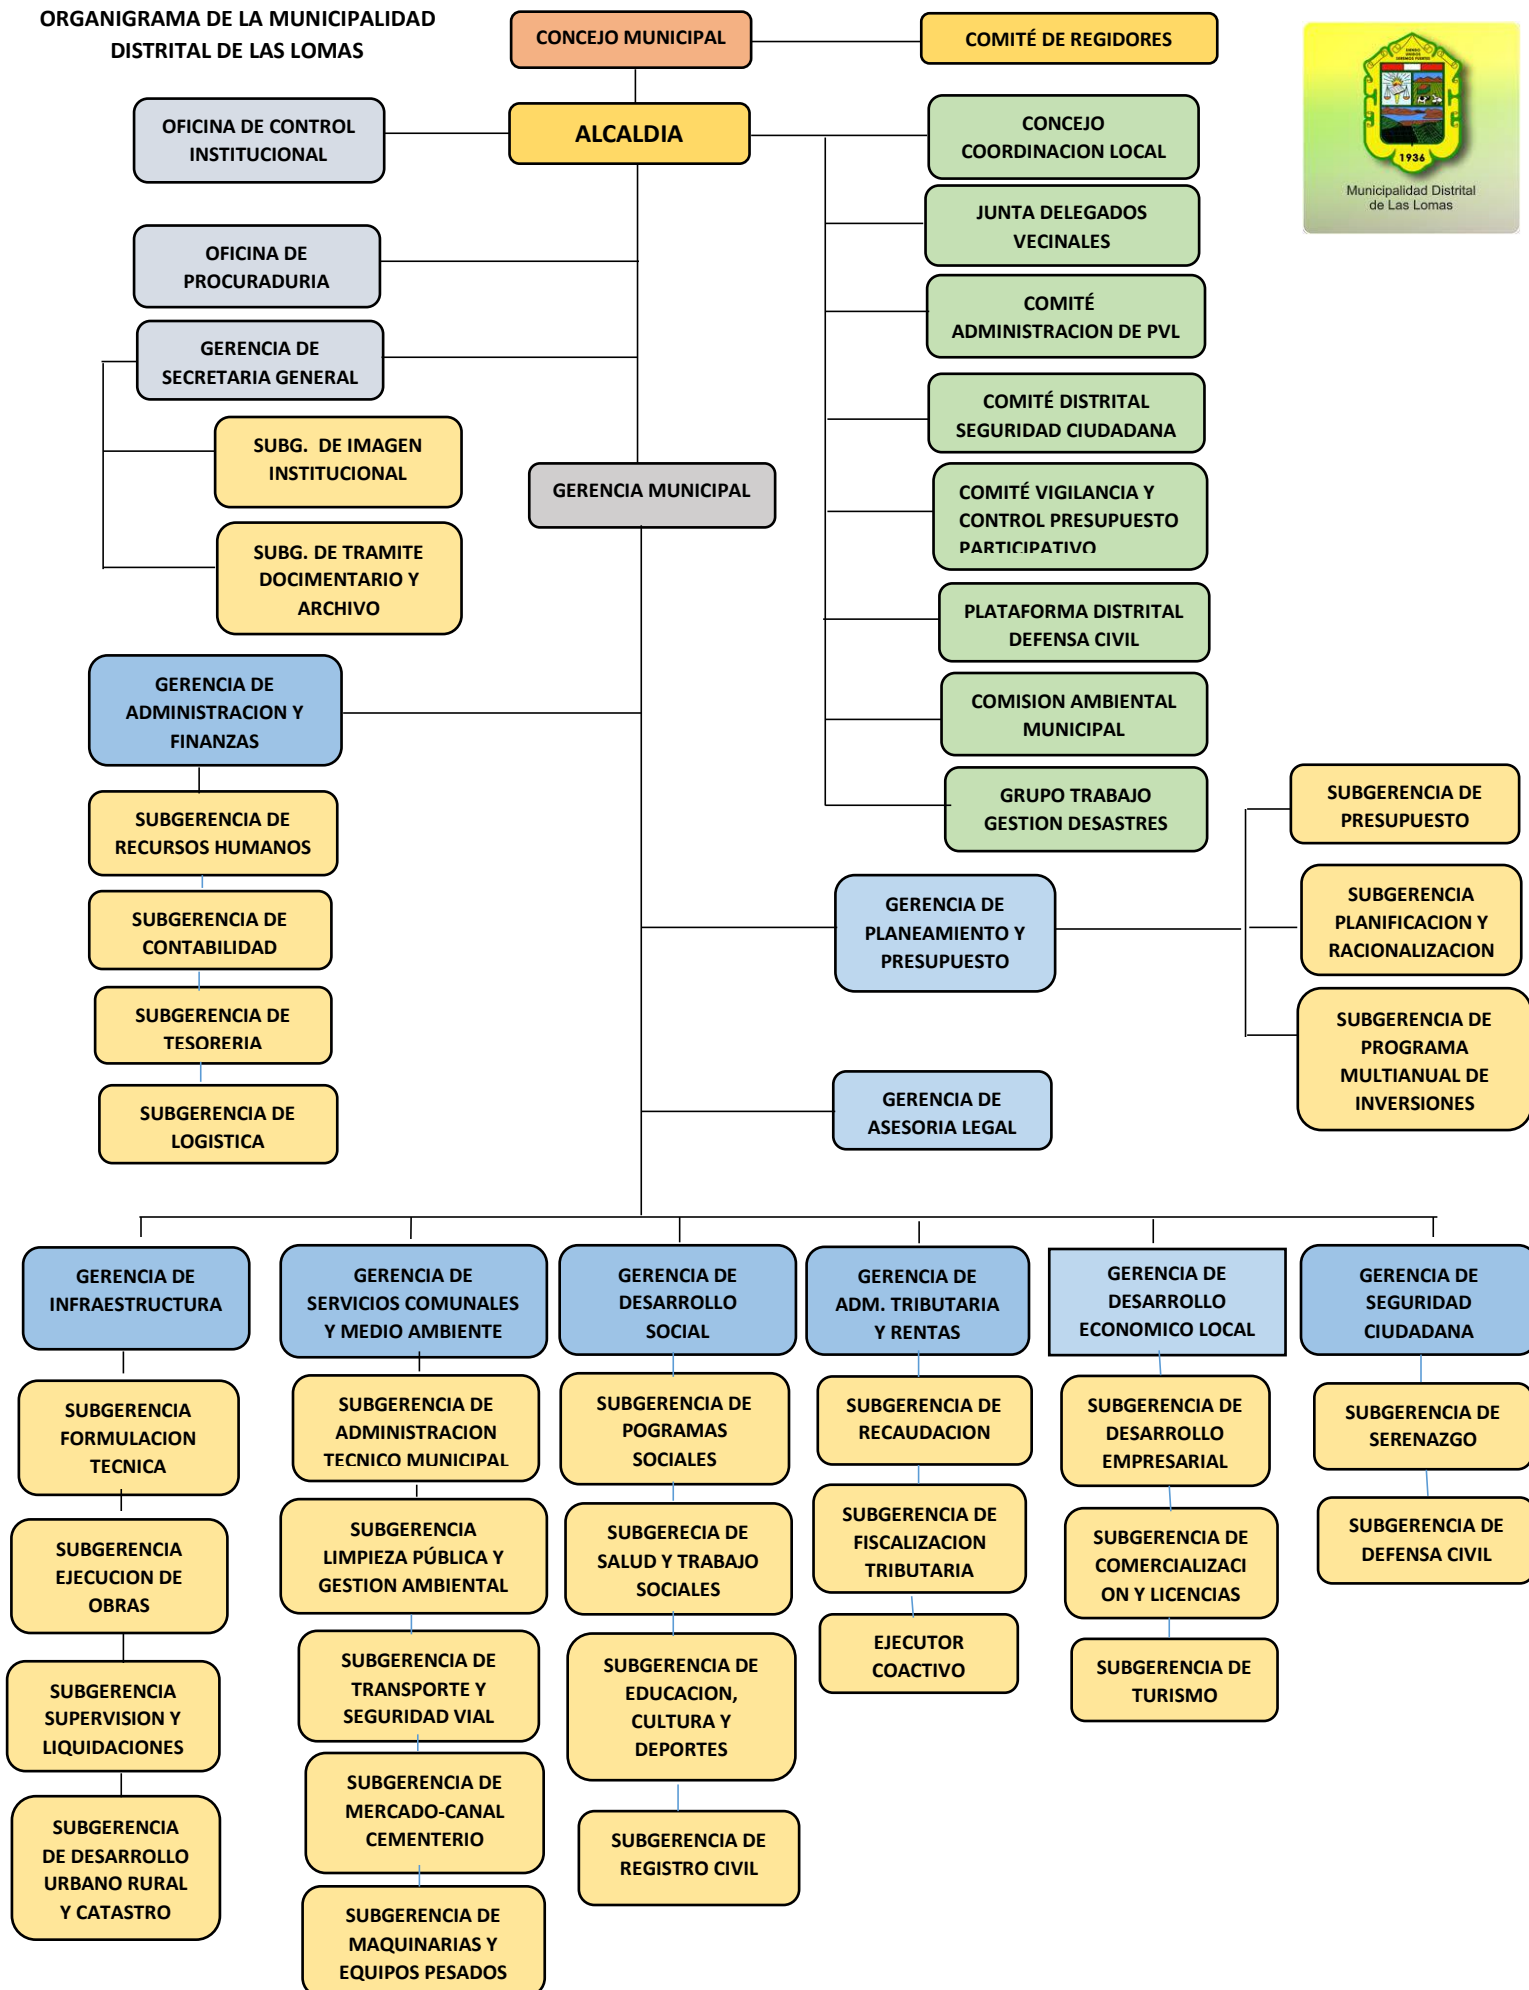 ORGANIGRAMA DE LA MUNICIPALIDAD
DISTRITAL DE LAS LOMAS
CONCEJO MUNICIPAL
COMITÉ DE REGIDORES
SIENDO
UNIDOS
SEREMOS FUERTES
1936
Municipalidad Distrital
de Las Lomas
OFICINA DE CONTROL
INSTITUCIONAL
ALCALDIA
CONCEJO
COORDINACION LOCAL
JUNTA DELEGADOS
VECINALES
OFICINA DE
PROCURADURIA
COMITÉ
ADMINISTRACION DE PVL
GERENCIA DE
SECRETARIA GENERAL
COMITÉ DISTRITAL
SEGURIDAD CIUDADANA
SUBG.  DE IMAGEN
INSTITUCIONAL
GERENCIA MUNICIPAL
COMITÉ VIGILANCIA Y
CONTROL PRESUPUESTO
PARTICIPATIVO
SUBG. DE TRAMITE
DOCIMENTARIO Y
ARCHIVO
PLATAFORMA DISTRITAL
DEFENSA CIVIL
GERENCIA DE
ADMINISTRACION Y
FINANZAS
COMISION AMBIENTAL
MUNICIPAL
GRUPO TRABAJO
GESTION DESASTRES
SUBGERENCIA DE
RECURSOS HUMANOS
SUBGERENCIA DE
CONTABILIDAD
SUBGERENCIA DE
TESORERIA
SUBGERENCIA DE
LOGISTICA
GERENCIA DE
PLANEAMIENTO Y
PRESUPUESTO
SUBGERENCIA DE
PRESUPUESTO
SUBGERENCIA
PLANIFICACION Y
RACIONALIZACION
SUBGERENCIA DE
PROGRAMA
MULTIANUAL DE
INVERSIONES
GERENCIA DE
ASESORIA LEGAL
GERENCIA DE
INFRAESTRUCTURA
SUBGERENCIA
FORMULACION
TECNICA
SUBGERENCIA
EJECUCION DE
OBRAS
SUBGERENCIA
SUPERVISION Y
LIQUIDACIONES
SUBGERENCIA
DE DESARROLLO
URBANO RURAL
Y CATASTRO
GERENCIA DE
SERVICIOS COMUNALES
Y MEDIO AMBIENTE
SUBGERENCIA DE
ADMINISTRACION
TECNICO MUNICIPAL
SUBGERENCIA
LIMPIEZA PÚBLICA Y
GESTION AMBIENTAL
SUBGERENCIA DE
TRANSPORTE Y
SEGURIDAD VIAL
SUBGERENCIA DE
MERCADO-CANAL
CEMENTERIO
SUBGERENCIA DE
MAQUINARIAS Y
EQUIPOS PESADOS
GERENCIA DE
DESARROLLO
SOCIAL
SUBGERENCIA DE
POGRAMAS
SOCIALES
SUBGERECIA DE
SALUD Y TRABAJO
SOCIALES
SUBGERENCIA DE
EDUCACION,
CULTURA Y
DEPORTES
SUBGERENCIA DE
REGISTRO CIVIL
GERENCIA DE
ADM. TRIBUTARIA
Y RENTAS
SUBGERENCIA DE
RECAUDACION
SUBGERENCIA DE
FISCALIZACION
TRIBUTARIA
EJECUTOR
COACTIVO
GERENCIA DE
DESARROLLO
ECONOMICO LOCAL
SUBGERENCIA DE
DESARROLLO
EMPRESARIAL
SUBGERENCIA DE
COMERCIALIZACI
ON Y LICENCIAS
SUBGERENCIA DE
TURISMO
GERENCIA DE
SEGURIDAD
CIUDADANA
SUBGERENCIA DE
SERENAZGO
SUBGERENCIA DE
DEFENSA CIVIL